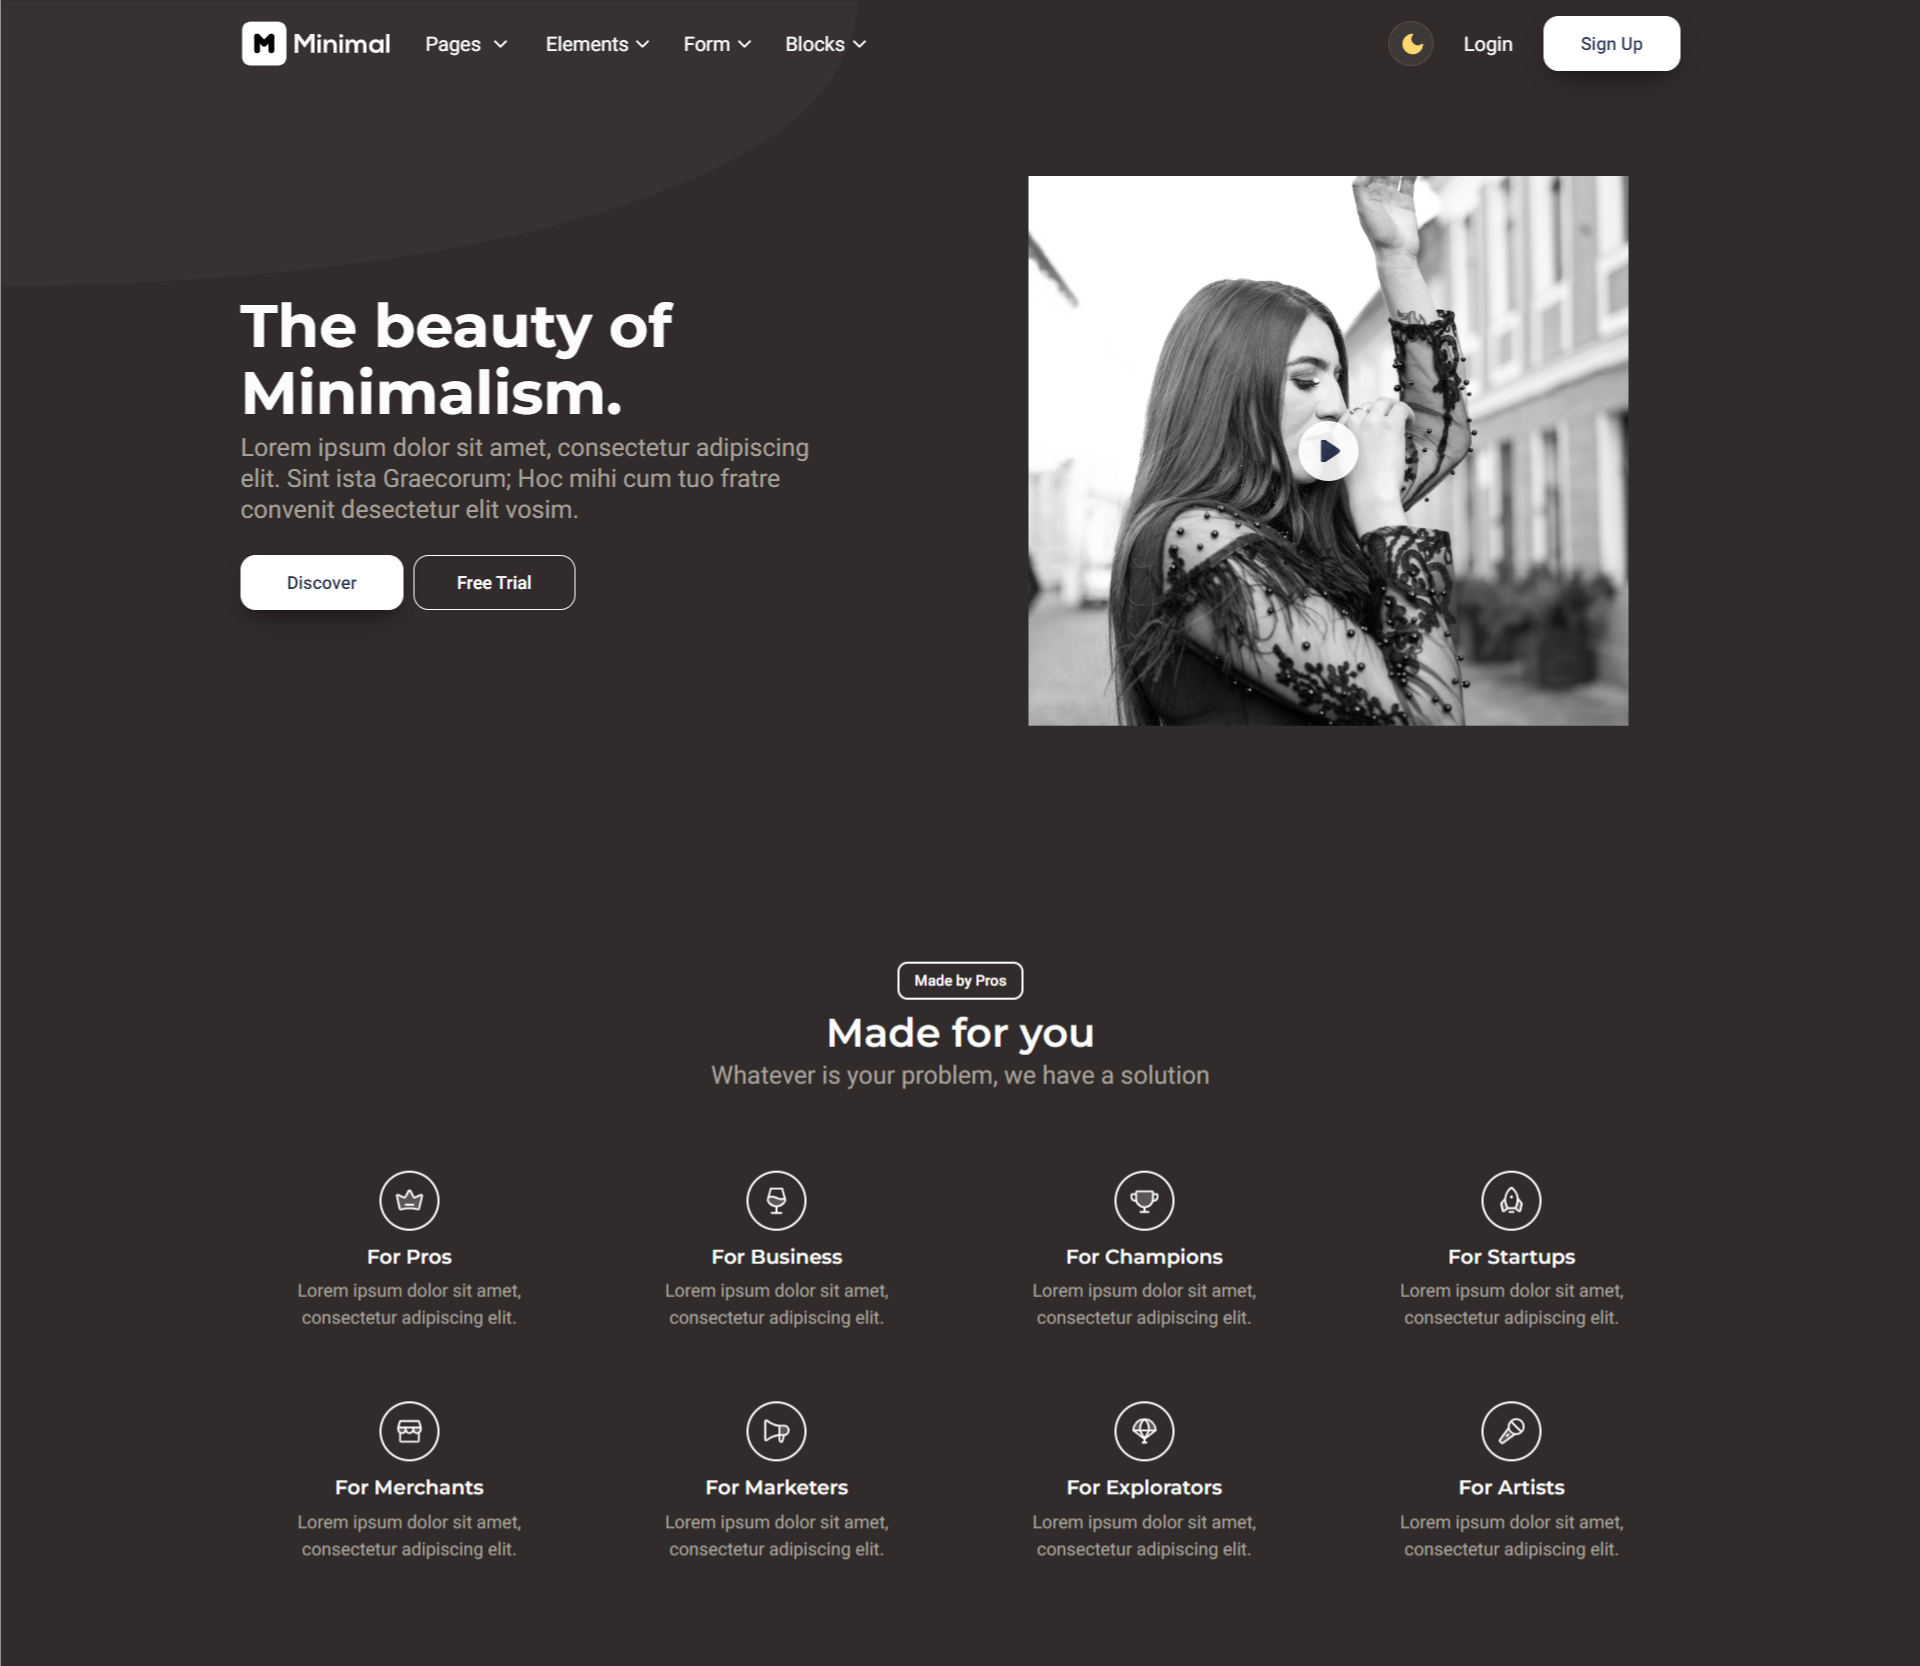 M Minimal Pages Elements Form Blocks Login Sign Up
The beauty of
Minimalism.
Lorem ipsum dolor sit amet, consectetur adipiscing
elit. Sint ista Graecorum; Hoc mihi cum tuo fratre
convenit desectetur elit vosim.
Discover Free Trial
Made by Pros
Made for you
Whatever is your problem, we have a solution
For Pros
Lorem ipsum dolor sit amet,
consectetur adipiscing elit.
For Business
Lorem ipsum dolor sit amet,
consectetur adipiscing elit.
For Champions
Lorem ipsum dolor sit amet,
consectetur adipiscing elit.
For Startups
Lorem ipsum dolor sit amet,
consectetur adipiscing elit.
For Merchants
Lorem ipsum dolor sit amet,
consectetur adipiscing elit.
For Marketers
Lorem ipsum dolor sit amet,
consectetur adipiscing elit.
For Explorators
Lorem ipsum dolor sit amet,
consectetur adipiscing elit.
For Artists
Lorem ipsum dolor sit amet,
consectetur adipiscing elit.